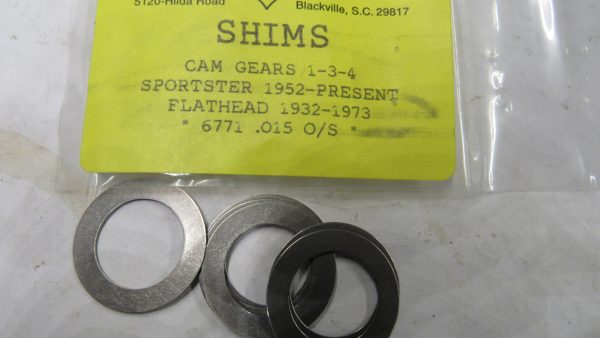 5120-Hilda Road
Blackville, S.C. 29817
SHIMS
CAM GEARS 1-3-4
SPORTSTER 1952-PRESENT
FLATHEAD 1932-1973
* 6771 .015 O/S *